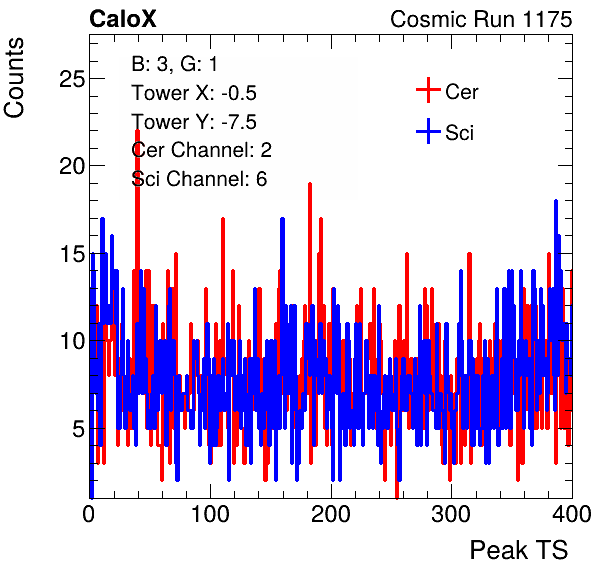 CaloX Cosmic Run 1175
Counts
B: 3, G: 1
Tower X: -0.5
Tower Y: -7.5
Cer Channel: 2
Sci Channel: 6
Cer
Sci
25
20
15
10
5
0 100 200 300 400
Peak TS